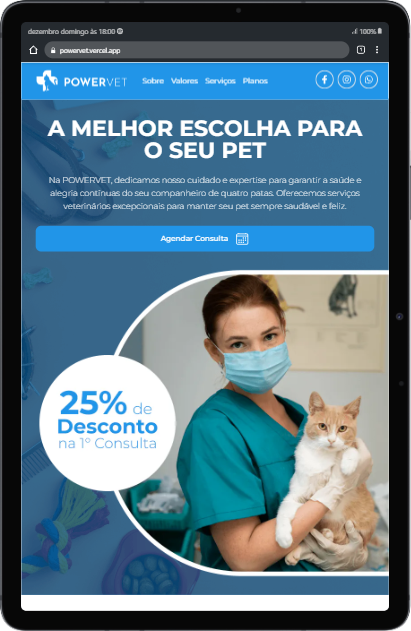 dezembro domingo às 18:00
100%
powervet.vercel.app
1
POWERVET
Sobre Valores Serviços Planos
A MELHOR ESCOLHA PARA
O SEU PET
Na POWERVET, dedicamos nosso cuidado e expertise para garantir a saúde e
alegria contínuas do seu companheiro de quatro patas. Oferecemos serviços
veterinários excepcionais para manter seu pet sempre saudável e feliz.
Agendar Consulta
25% de
Desconto
na 1º Consulta